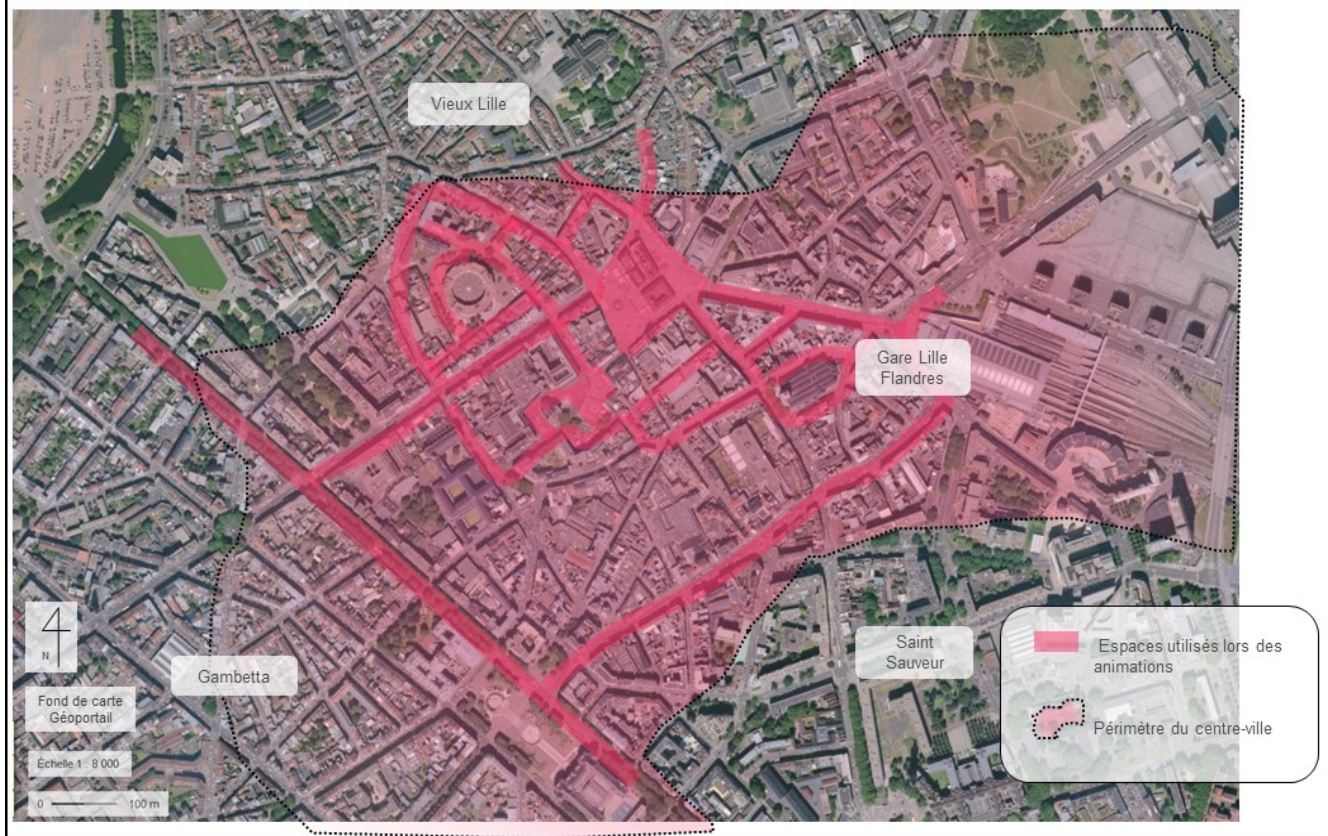 Vieux Lille
Gare Lille
Flandres
Saint
Sauveur
Gambetta
N
Fond de carte
Géoportail
Échelle 1 : 8 000
0 100 m
Espaces utilisés lors des
animations
Périmètre du centre-ville